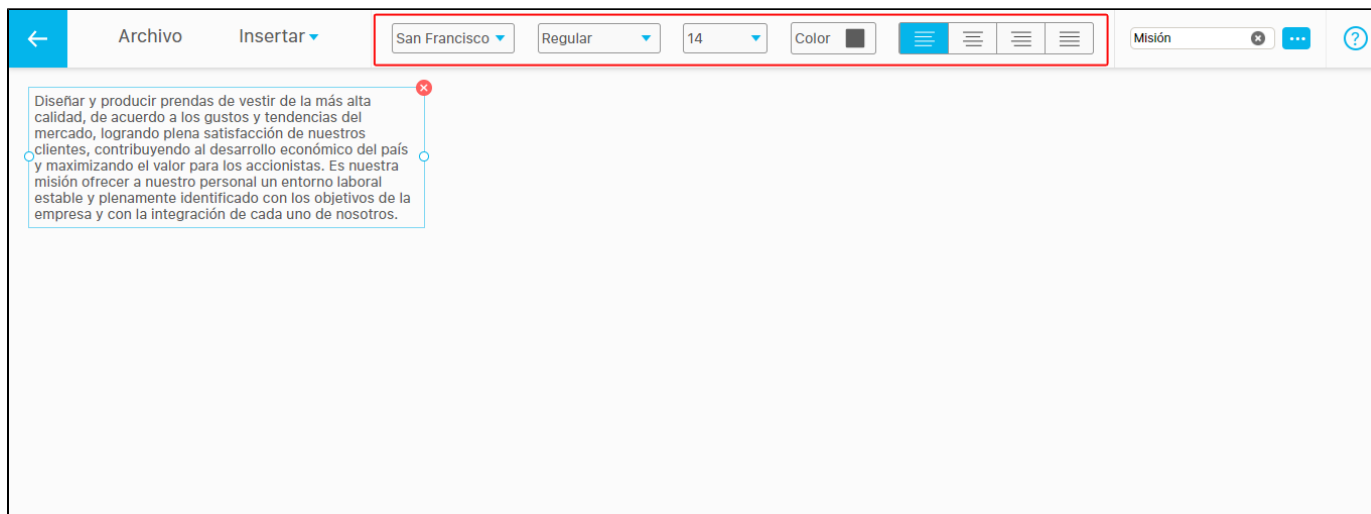 Archivo Insertar San Francisco Regular 14 Color Misión
Diseñar y producir prendas de vestir de la más alta
calidad, de acuerdo a los gustos y tendencias del
mercado, logrando plena satisfacción de nuestros
clientes, contribuyendo al desarrollo económico del país
y maximizando el valor para los accionistas. Es nuestra
misión ofrecer a nuestro personal un entorno laboral
estable y plenamente identificado con los objetivos de la
empresa y con la integración de cada uno de nosotros.